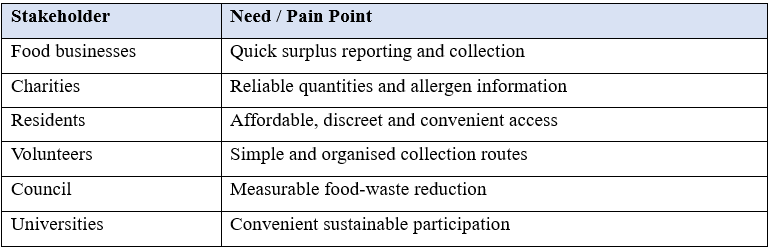 Stakeholder Need / Pain Point
Food businesses Quick surplus reporting and collection
Charities Reliable quantities and allergen information
Residents Affordable, discreet and convenient access
Volunteers Simple and organised collection routes
Council Measurable food-waste reduction
Universities Convenient sustainable participation